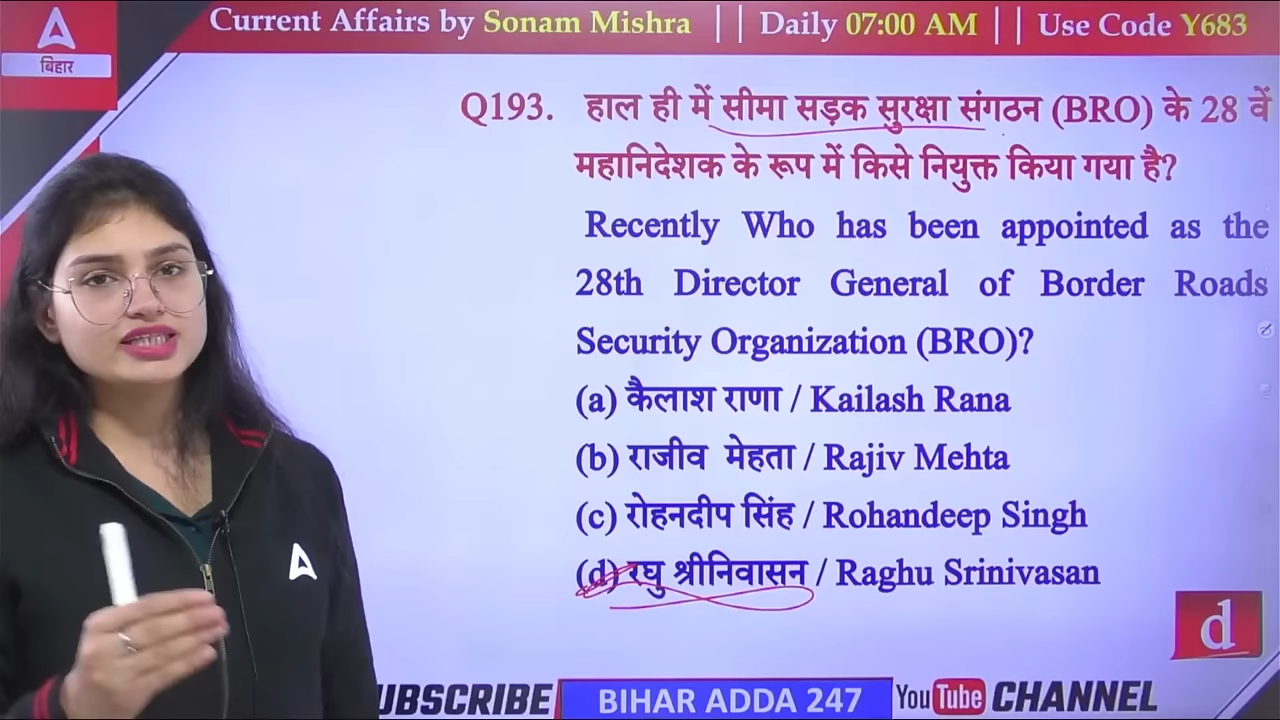 Current Affairs by Sonam Mishra || Daily 07:00 AM || Use Code Y683
बिहार
Q193. हाल ही में सीमा सड़क सुरक्षा संगठन (BRO) के 28 वें
महानिदेशक के रूप में किसे नियुक्त किया गया है?
Recently Who has been appointed as the
28th Director General of Border Roads
Security Organization (BRO)?
(a) कैलाश राणा / Kailash Rana
(b) राजीव मेहता / Rajiv Mehta
(c) रोहनदीप सिंह / Rohandeep Singh
(d) रघु श्रीनिवासन / Raghu Srinivasan
d
UBSCRIBE BIHAR ADDA 247 YouTube CHANNEL